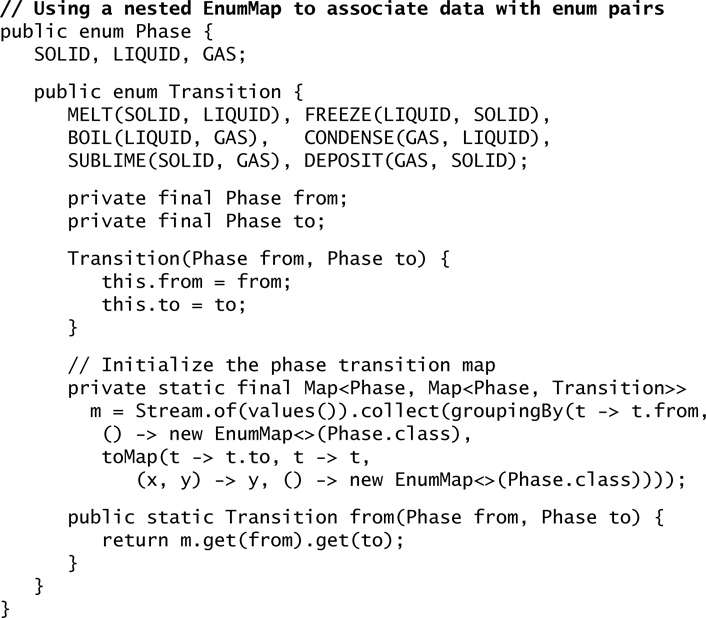 // Using a nested EnumMap to associate data with enum pairs
public enum Phase {
   SOLID, LIQUID, GAS;
   public enum Transition {
      MELT(SOLID, LIQUID), FREEZE(LIQUID, SOLID),
      BOIL(LIQUID, GAS),   CONDENSE(GAS, LIQUID),
      SUBLIME(SOLID, GAS), DEPOSIT(GAS, SOLID);
      private final Phase from;
      private final Phase to;
      Transition(Phase from, Phase to) {
         this.from = from;
         this.to = to;
      }
      // Initialize the phase transition map
      private static final Map<Phase, Map<Phase, Transition>>
        m = Stream.of(values()).collect(groupingBy(t -> t.from,
         () -> new EnumMap<>(Phase.class),
         toMap(t -> t.to, t -> t,
            (x, y) -> y, () -> new EnumMap<>(Phase.class))));
      public static Transition from(Phase from, Phase to) {
         return m.get(from).get(to);
      }
   }
}